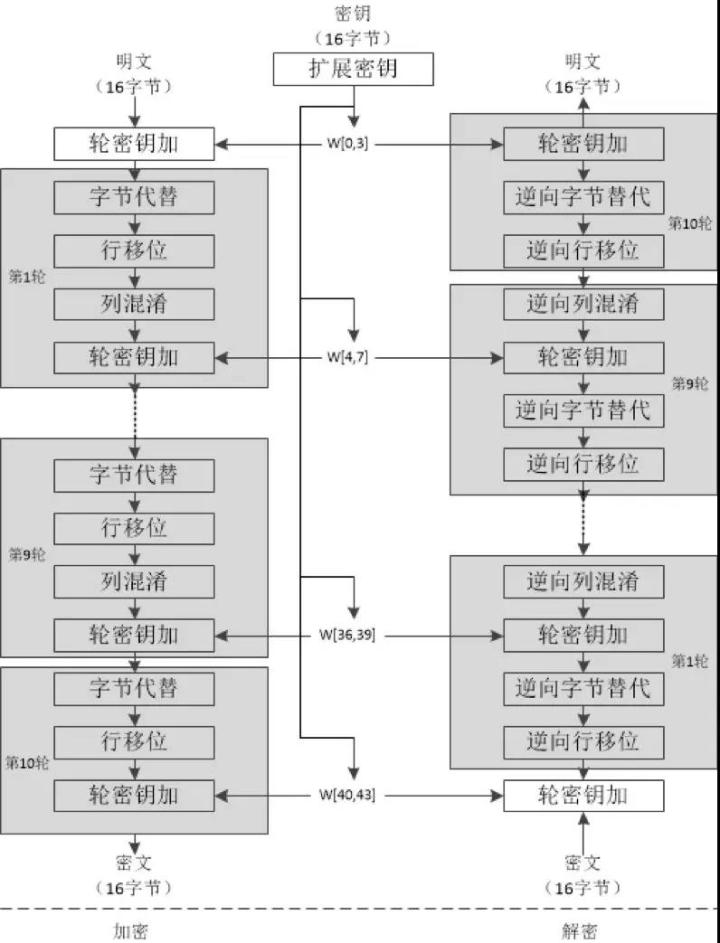 密钥
（16字节）
扩展密钥
明文
（16字节）
轮密钥加
字节代替
行移位
列混淆
轮密钥加
第1轮
字节代替
行移位
列混淆
轮密钥加
第9轮
字节代替
行移位
轮密钥加
第10轮
密文
（16字节）
加密
W[0,3]
W[4,7]
W[36,39]
W[40,43]
明文
（16字节）
轮密钥加
逆向字节替代
逆向行移位
第10轮
逆向列混淆
轮密钥加
逆向字节替代
逆向行移位
第9轮
逆向列混淆
轮密钥加
逆向字节替代
逆向行移位
第1轮
轮密钥加
密文
（16字节）
解密